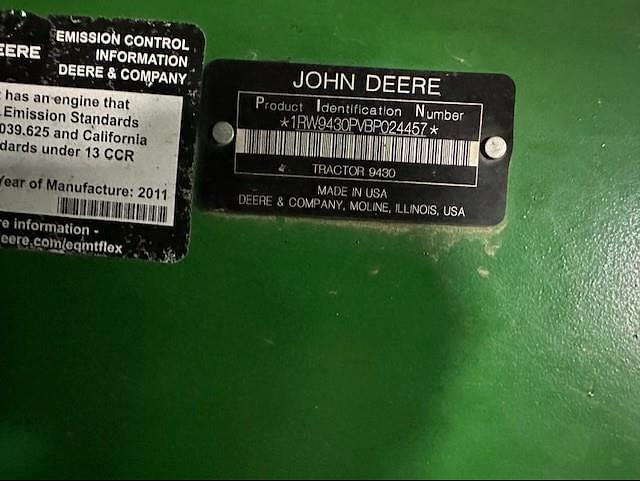 EERE
EMISSION CONTROL
INFORMATION
DEERE & COMPANY
t has an engine that
Emission Standards
039.625 and California
dards under 13 CCR
Year of Manufacture: 2011
re information -
eere.com/eqmtflex
JOHN DEERE
Product Identification Number
*1RW9430PVBP024457*
TRACTOR 9430
MADE IN USA
DEERE & COMPANY, MOLINE, ILLINOIS, USA